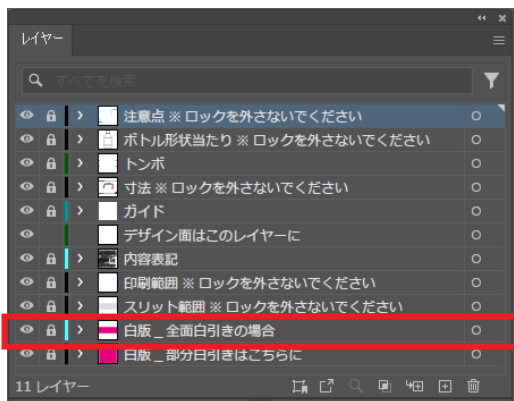 レイヤー
すべてを検索
注意点 ※ ロックを外さないでください
ボトル形状当たり ※ ロックを外さないでください
トンボ
寸法 ※ ロックを外さないでください
ガイド
デザイン面はこのレイヤーに
内容表記
印刷範囲 ※ ロックを外さないでください
スリット範囲 ※ ロックを外さないでください
白版＿全面白引きの場合
白版＿部分白引きはこちらに
11 レイヤー